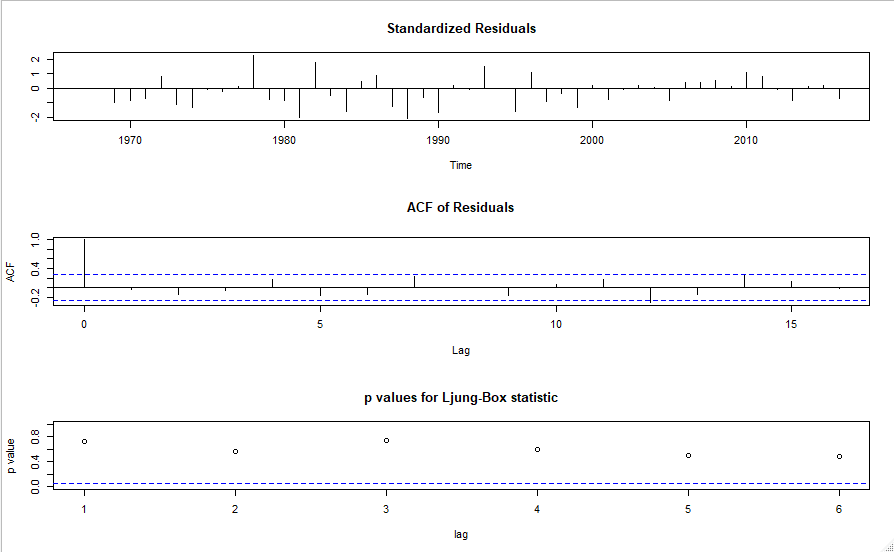 Standardized Residuals
2
1
0
-2
1970 1980 1990 2000 2010
Time
ACF of Residuals
ACF
1.0
0.4
-0.2
0 5 10 15
Lag
p values for Ljung-Box statistic
p value
0.8
0.4
0.0
1 2 3 4 5 6
lag